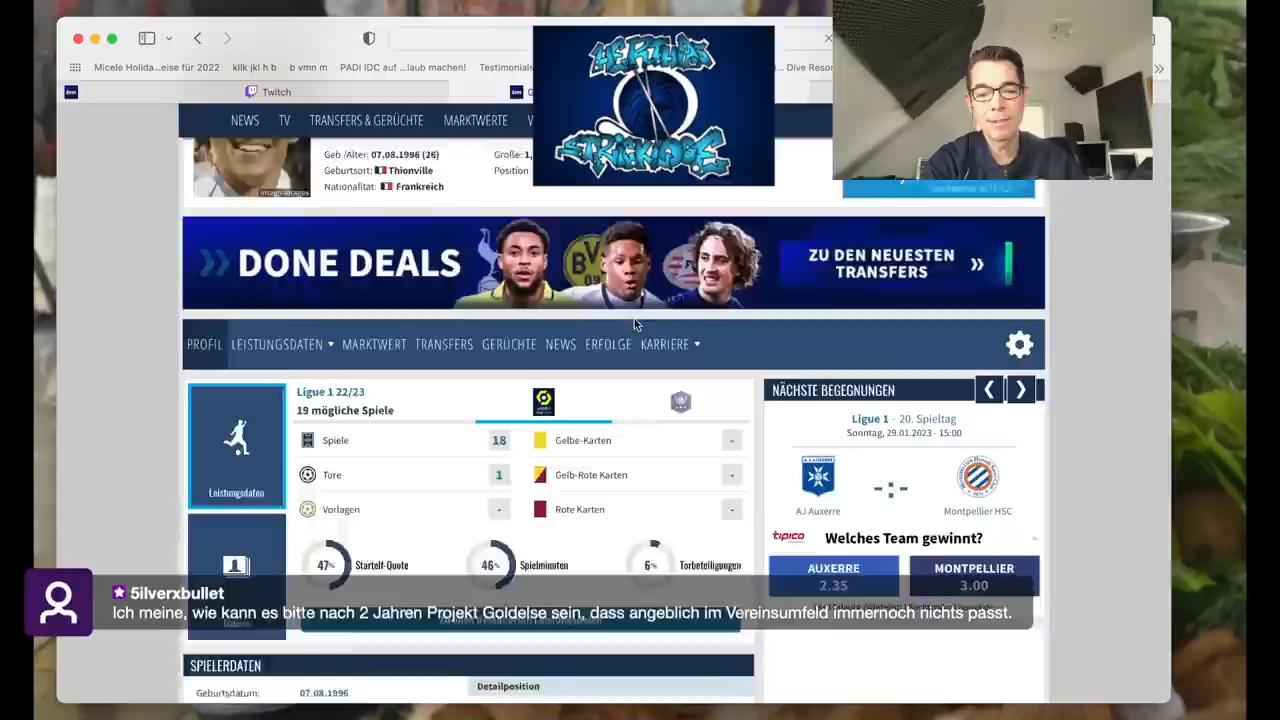 Micele Holida...eise für 2022
kllk jkl h b
b vmn m
PADI IDC auf ...laub machen!
Testimonials
, Dive Resor
Twitch
NEWS
TV
TRANSFERS & GERÜCHTE
MARKTWERTE
HERTHAS
STRICKLIESE
Geb./Alter: 07.08.1996 (26)
Geburtsort: Thionville
Nationalität: Frankreich
Größe: 1,
Position
imago images
DONE DEALS
ZU DEN NEUESTEN
TRANSFERS
PROFIL
LEISTUNGSDATEN
MARKTWERT
TRANSFERS
GERÜCHTE
NEWS
ERFOLGE
KARRIERE
Leistungsdaten
Ligue 1 22/23
19 mögliche Spiele
Spiele 18
Gelbe-Karten -
Tore 1
Gelb-Rote Karten -
Vorlagen -
Rote Karten -
47% Startelf-Quote
46% Spielminuten
6% Torbeteiligungen
NÄCHSTE BEGEGNUNGEN
Ligue 1 - 20. Spieltag
Sonntag, 29.01.2023 - 15:00
-:-
AJ Auxerre
Montpellier HSC
tipico Welches Team gewinnt?
AUXERRE
2.35
MONTPELLIER
3.00
5ilverxbullet
Ich meine, wie kann es bitte nach 2 Jahren Projekt Goldelse sein, dass angeblich im Vereinsumfeld immernoch nichts passt.
SPIELERDATEN
Geburtsdatum: 07.08.1996
Detailposition